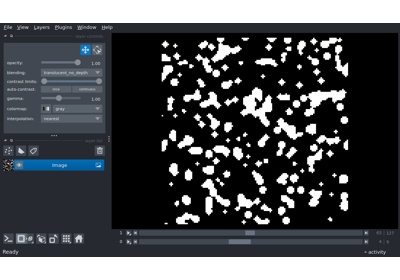 File View Layers Plugins Window Help
opacity: 1.00
blending: translucent_no_depth
contrast limits:
auto-contrast: once continuous
gamma: 1.00
colormap: gray
interpolation: nearest
Image
Ready
activity